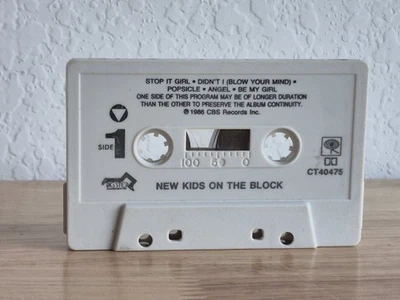 STOP IT GIRL • DIDN'T I (BLOW YOUR MIND) •
POPSICLE • ANGEL • BE MY GIRL
ONE SIDE OF THIS PROGRAM MAY BE OF LONGER DURATION
THAN THE OTHER TO PRESERVE THE ALBUM CONTINUITY.
℗ 1986 CBS Records Inc.
SIDE 1
100 50 0
CT40475
NEW KIDS ON THE BLOCK